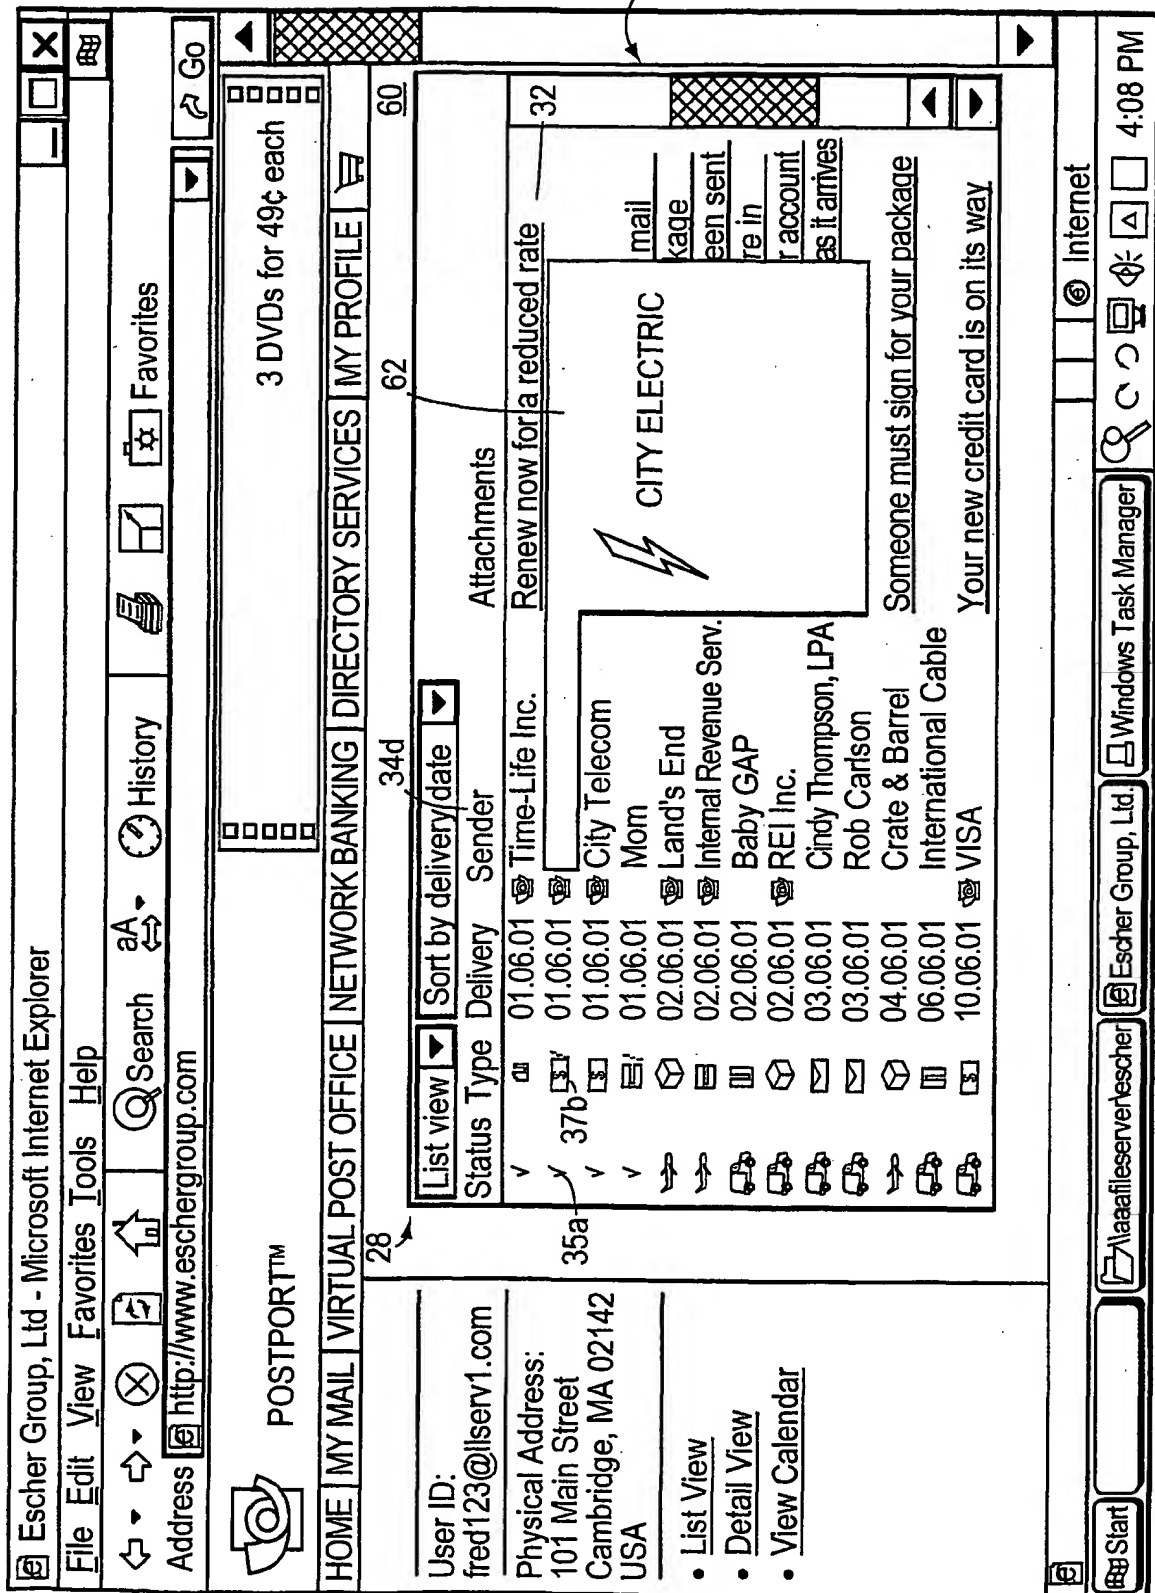 Escher Group, Ltd - Microsoft Internet Explorer
File Edit View Favorites Tools Help
Search aA History Favorites
Address http://www.eschergroup.com Go
POSTPORT™ 3 DVDs for 49¢ each
HOME | MY MAIL | VIRTUAL POST OFFICE | NETWORK BANKING | DIRECTORY SERVICES | MY PROFILE |
28 34d 62 60
User ID:
fred123@llserv1.com
Physical Address:
101 Main Street
Cambridge, MA 02142
USA
• List View
• Detail View
• View Calendar
List view Sort by delivery date
Status Type Delivery Sender Attachments
01.06.01 Time-Life Inc. Renew now for a reduced rate 32
35a 37b 01.06.01
01.06.01 City Telecom
01.06.01 Mom mail
02.06.01 Land's End kage
02.06.01 Internal Revenue Serv. een sent
02.06.01 Baby GAP re in
02.06.01 REI Inc. r account
03.06.01 Cindy Thompson, LPA as it arrives
03.06.01 Rob Carlson
04.06.01 Crate & Barrel Someone must sign for your package
06.06.01 International Cable
10.06.01 VISA Your new credit card is on its way
CITY ELECTRIC
Internet
Start \\aaafileserver\escher Escher Group, Ltd. Windows Task Manager 4:08 PM